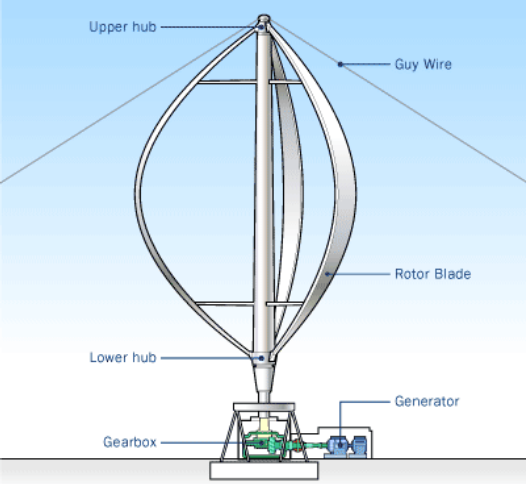 Upper hub
Guy Wire
Rotor Blade
Lower hub
Generator
Gearbox